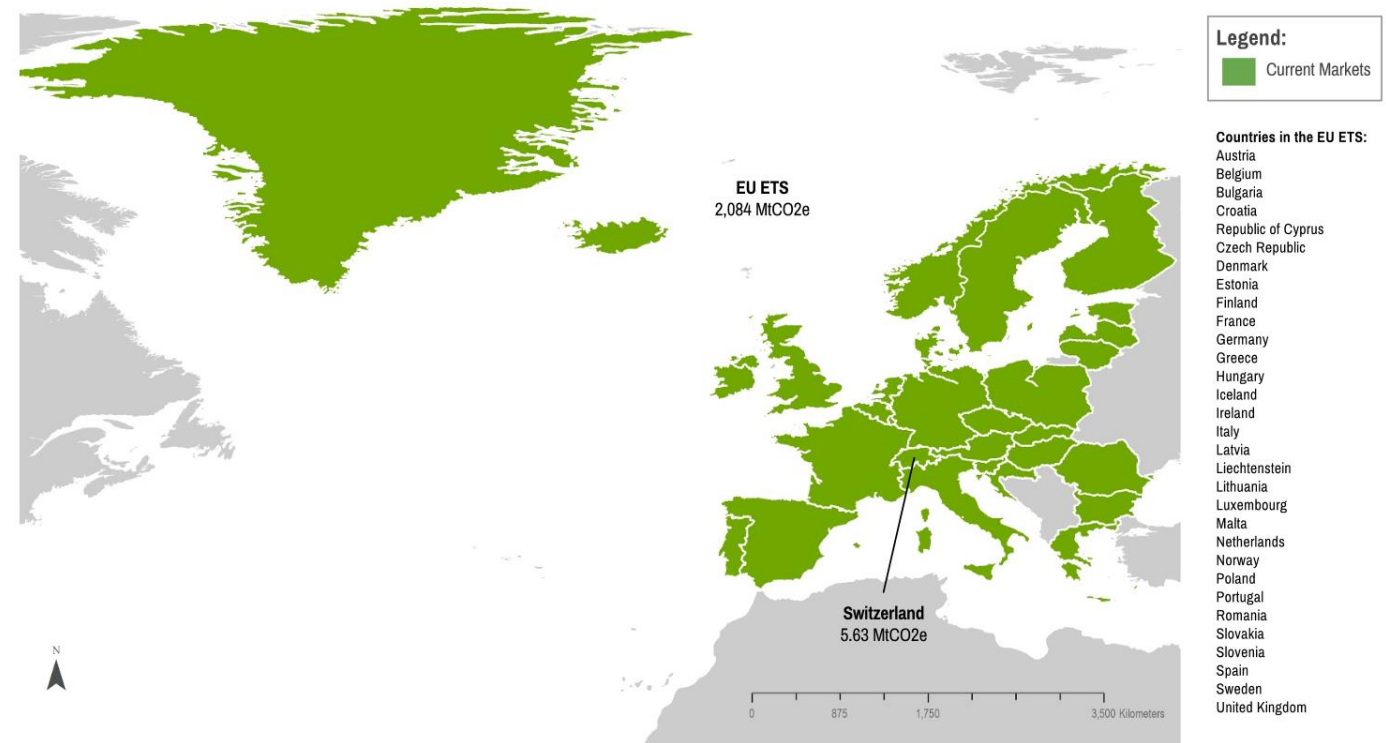 Legend:
Current Markets
Countries in the EU ETS:
Austria
Belgium
Bulgaria
Croatia
Republic of Cyprus
Czech Republic
Denmark
Estonia
Finland
France
Germany
Greece
Hungary
Iceland
Ireland
Italy
Latvia
Liechtenstein
Lithuania
Luxembourg
Malta
Netherlands
Norway
Poland
Portugal
Romania
Slovakia
Slovenia
Spain
Sweden
United Kingdom
EU ETS
2,084 MtCO2e
Switzerland
5.63 MtCO2e
N
0 875 1,750 3,500 Kilometers